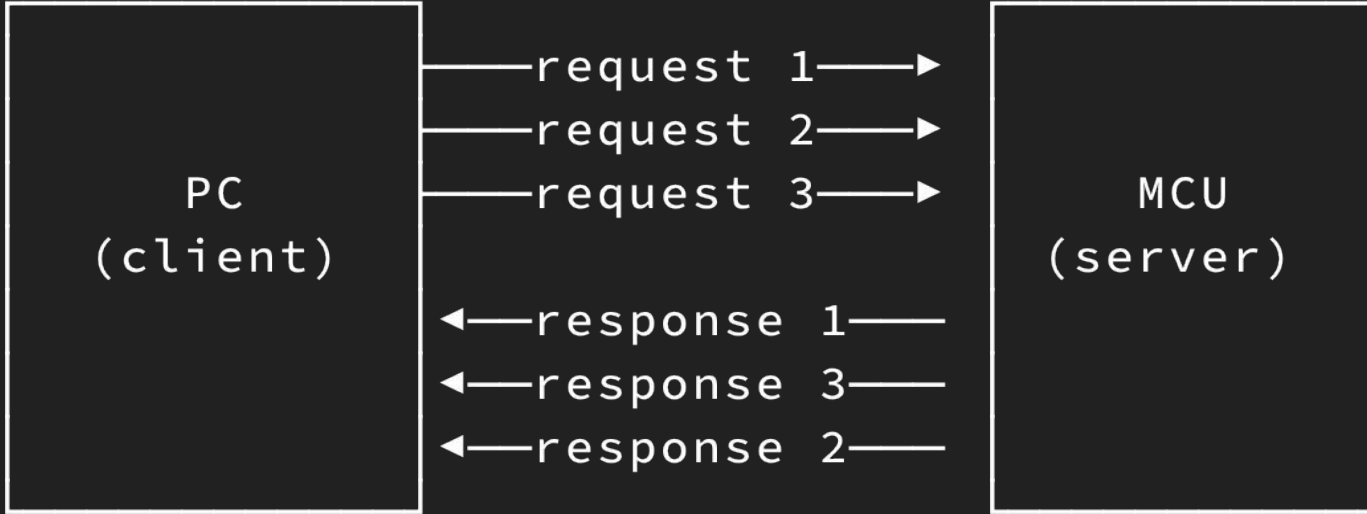 request 1
request 2
request 3
PC
(client)
MCU
(server)
response 1
response 3
response 2